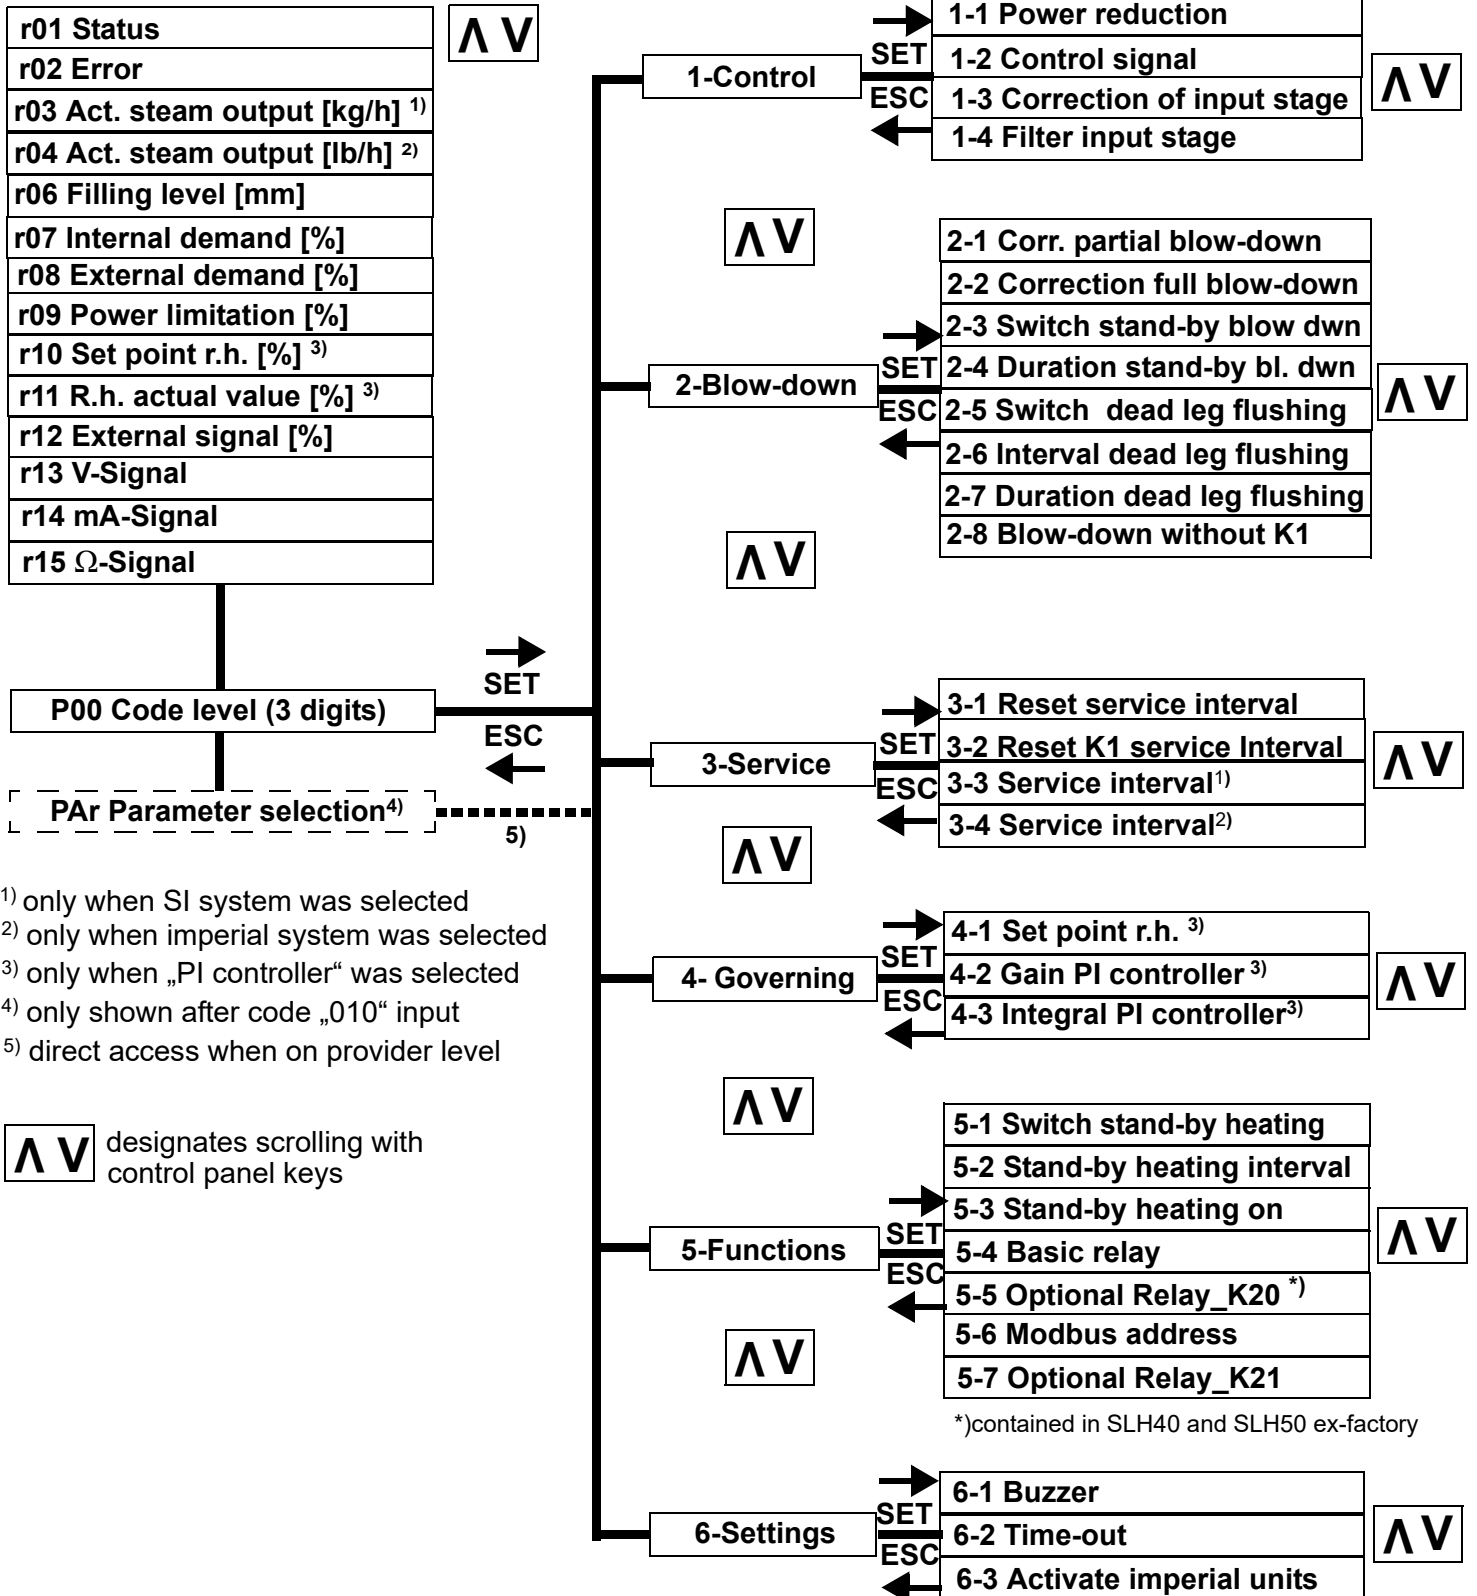 r01 Status
r02 Error
r03 Act. steam output [kg/h] 1)
r04 Act. steam output [lb/h] 2)
r06 Filling level [mm]
r07 Internal demand [%]
r08 External demand [%]
r09 Power limitation [%]
r10 Set point r.h. [%] 3)
r11 R.h. actual value [%] 3)
r12 External signal [%]
r13 V-Signal
r14 mA-Signal
r15 Ω-Signal
Λ V
P00 Code level (3 digits)
SET
ESC
PAr Parameter selection4)
5)
1) only when SI system was selected
2) only when imperial system was selected
3) only when „PI controller“ was selected
4) only shown after code „010“ input
5) direct access when on provider level
Λ V designates scrolling with
control panel keys
1-Control
SET
ESC
1-1 Power reduction
1-2 Control signal
1-3 Correction of input stage
1-4 Filter input stage
Λ V
Λ V
2-Blow-down
SET
ESC
2-1 Corr. partial blow-down
2-2 Correction full blow-down
2-3 Switch stand-by blow dwn
2-4 Duration stand-by bl. dwn
2-5 Switch  dead leg flushing
2-6 Interval dead leg flushing
2-7 Duration dead leg flushing
2-8 Blow-down without K1
Λ V
Λ V
3-Service
SET
ESC
3-1 Reset service interval
3-2 Reset K1 service Interval
3-3 Service interval1)
3-4 Service interval2)
Λ V
Λ V
4- Governing
SET
ESC
4-1 Set point r.h. 3)
4-2 Gain PI controller 3)
4-3 Integral PI controller3)
Λ V
Λ V
5-Functions
SET
ESC
5-1 Switch stand-by heating
5-2 Stand-by heating interval
5-3 Stand-by heating on
5-4 Basic relay
5-5 Optional Relay_K20 *)
5-6 Modbus address
5-7 Optional Relay_K21
Λ V
Λ V
*)contained in SLH40 and SLH50 ex-factory
6-Settings
SET
ESC
6-1 Buzzer
6-2 Time-out
6-3 Activate imperial units
Λ V